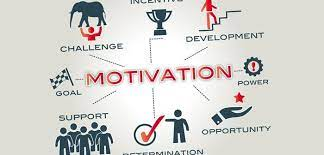 INCENTIVE
CHALLENGE
DEVELOPMENT
MOTIVATION
GOAL
POWER
SUPPORT
OPPORTUNITY
DETERMINATION